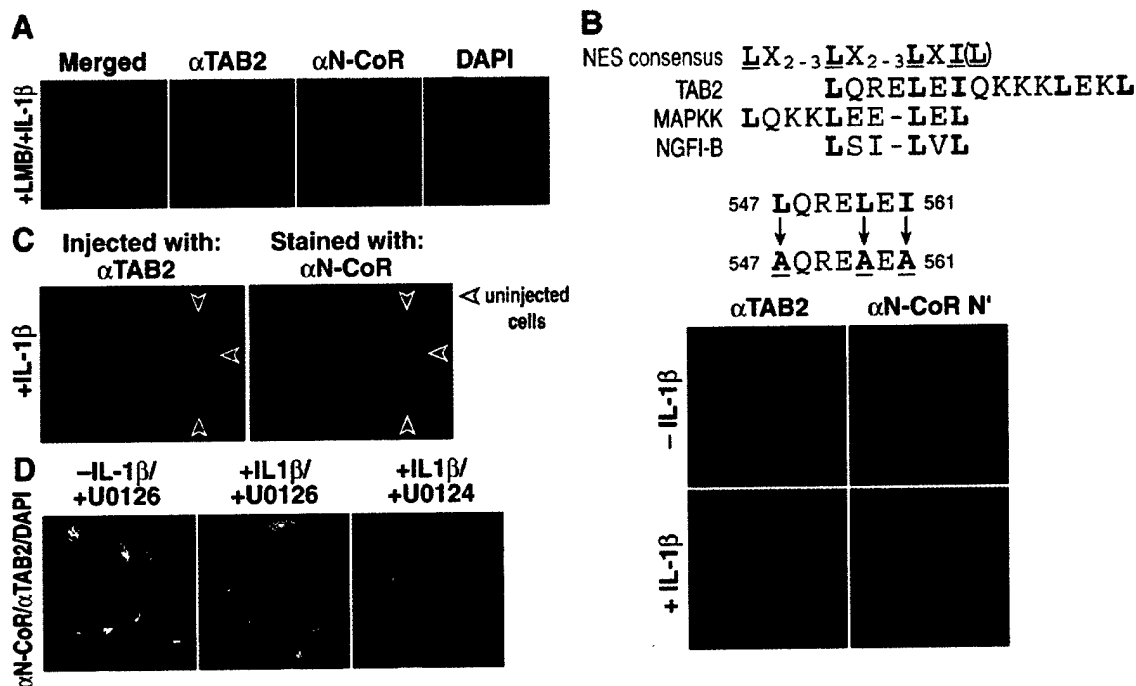 A
Merged αTAB2 αN-CoR DAPI
+LMB/+IL-1β
B
NES consensus LX2-3LX2-3LXI(L)
TAB2 LQRELEIQKKKLEKL
MAPKK LQKKLEE-LEL
NGFI-B LSI-LVL
547 LQRELEI 561
547 AQREAEA 561
αTAB2 αN-CoR N'
– IL-1β
+ IL-1β
C
Injected with: Stained with:
αTAB2 αN-CoR
uninjected
cells
+IL-1β
D
–IL-1β/ +IL1β/ +IL1β/
+U0126 +U0126 +U0124
αN-CoR/αTAB2/DAPI